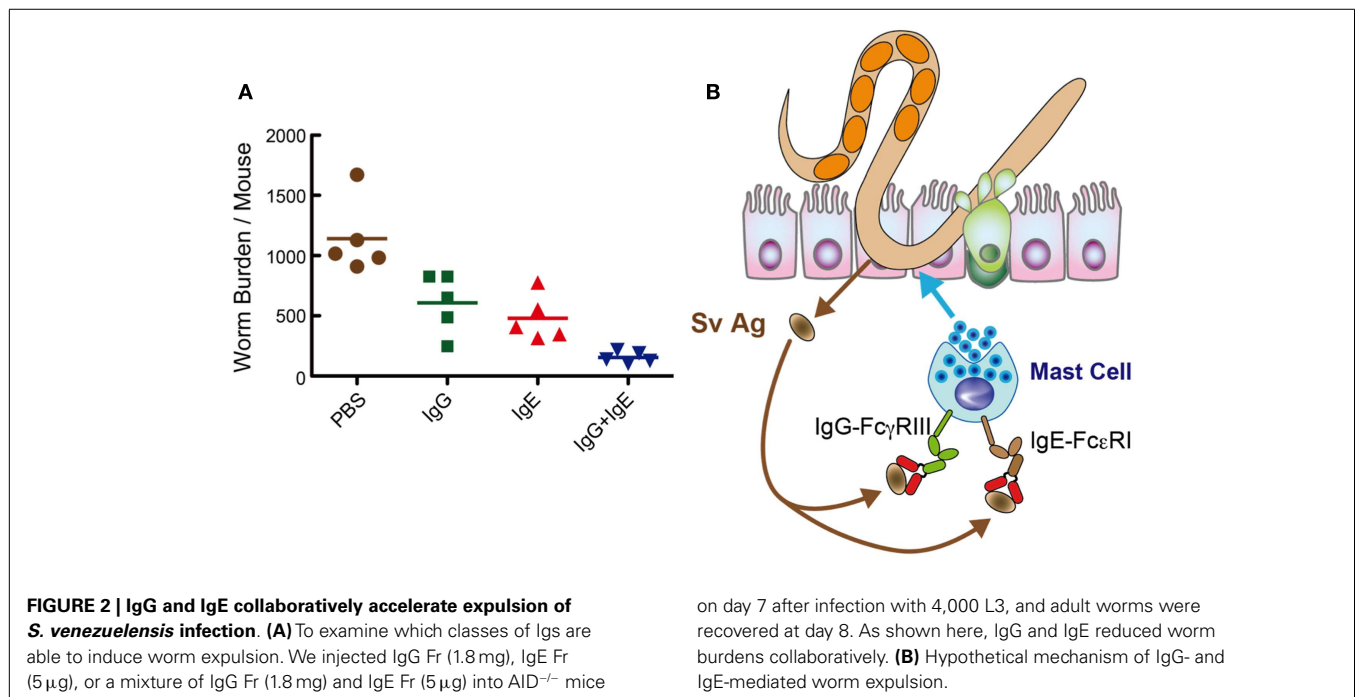 A
B
Worm Burden / Mouse
2000
1500
1000
500
0
PBS
IgG
IgE
IgG+IgE
Sv Ag
Mast Cell
IgG-FcγRIII
IgE-FcεRI
FIGURE 2 | IgG and IgE collaboratively accelerate expulsion of
S. venezuelensis infection. (A) To examine which classes of Igs are
able to induce worm expulsion. We injected IgG Fr (1.8 mg), IgE Fr
(5 μg), or a mixture of IgG Fr (1.8 mg) and IgE Fr (5 μg) into AID−/− mice
on day 7 after infection with 4,000 L3, and adult worms were
recovered at day 8. As shown here, IgG and IgE reduced worm
burdens collaboratively. (B) Hypothetical mechanism of IgG- and
IgE-mediated worm expulsion.